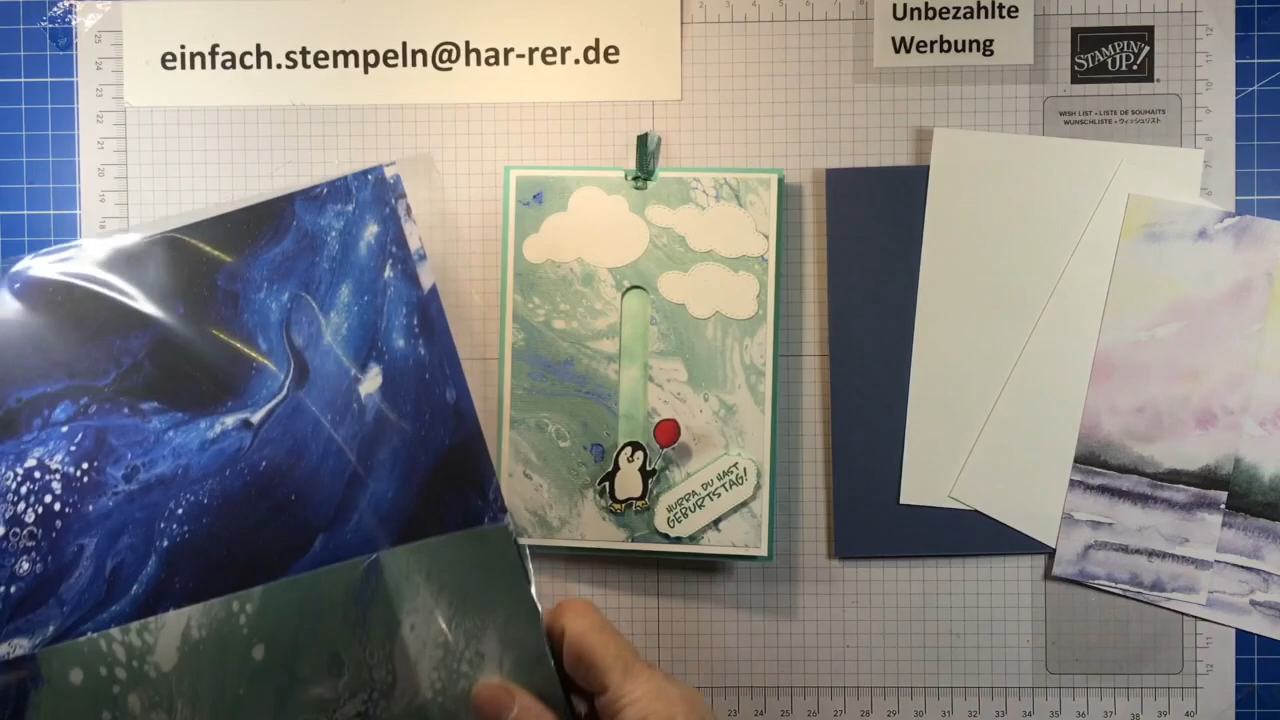 einfach.stempeln@har-rer.de
Unbezahlte
Werbung
STAMPIN'
UP!
WISH LIST • LISTE DE SOUHAITS
WUNSCHLISTE • ウィッシュリスト
HURRA, DU HAST
GEBURTSTAG!